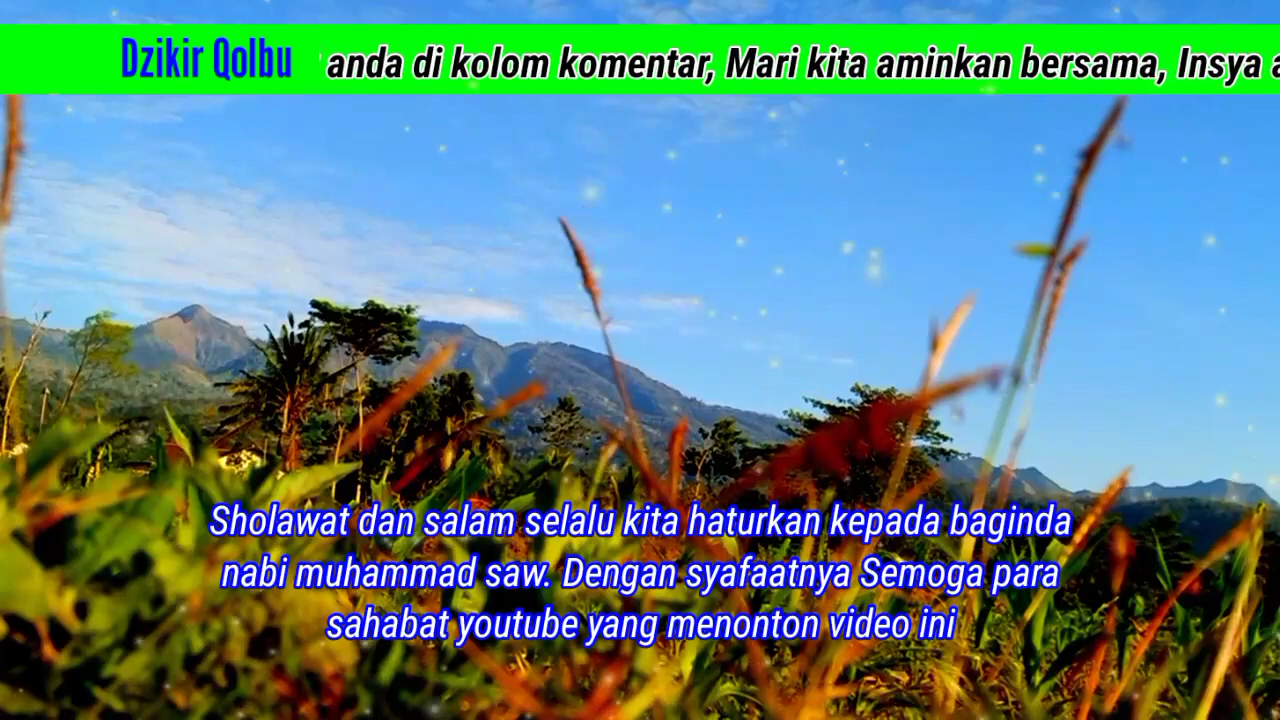 Dzikir Qolbu anda di kolom komentar, Mari kita aminkan bersama, Insya
Sholawat dan salam selalu kita haturkan kepada baginda
nabi muhammad saw. Dengan syafaatnya Semoga para
sahabat youtube yang menonton video ini